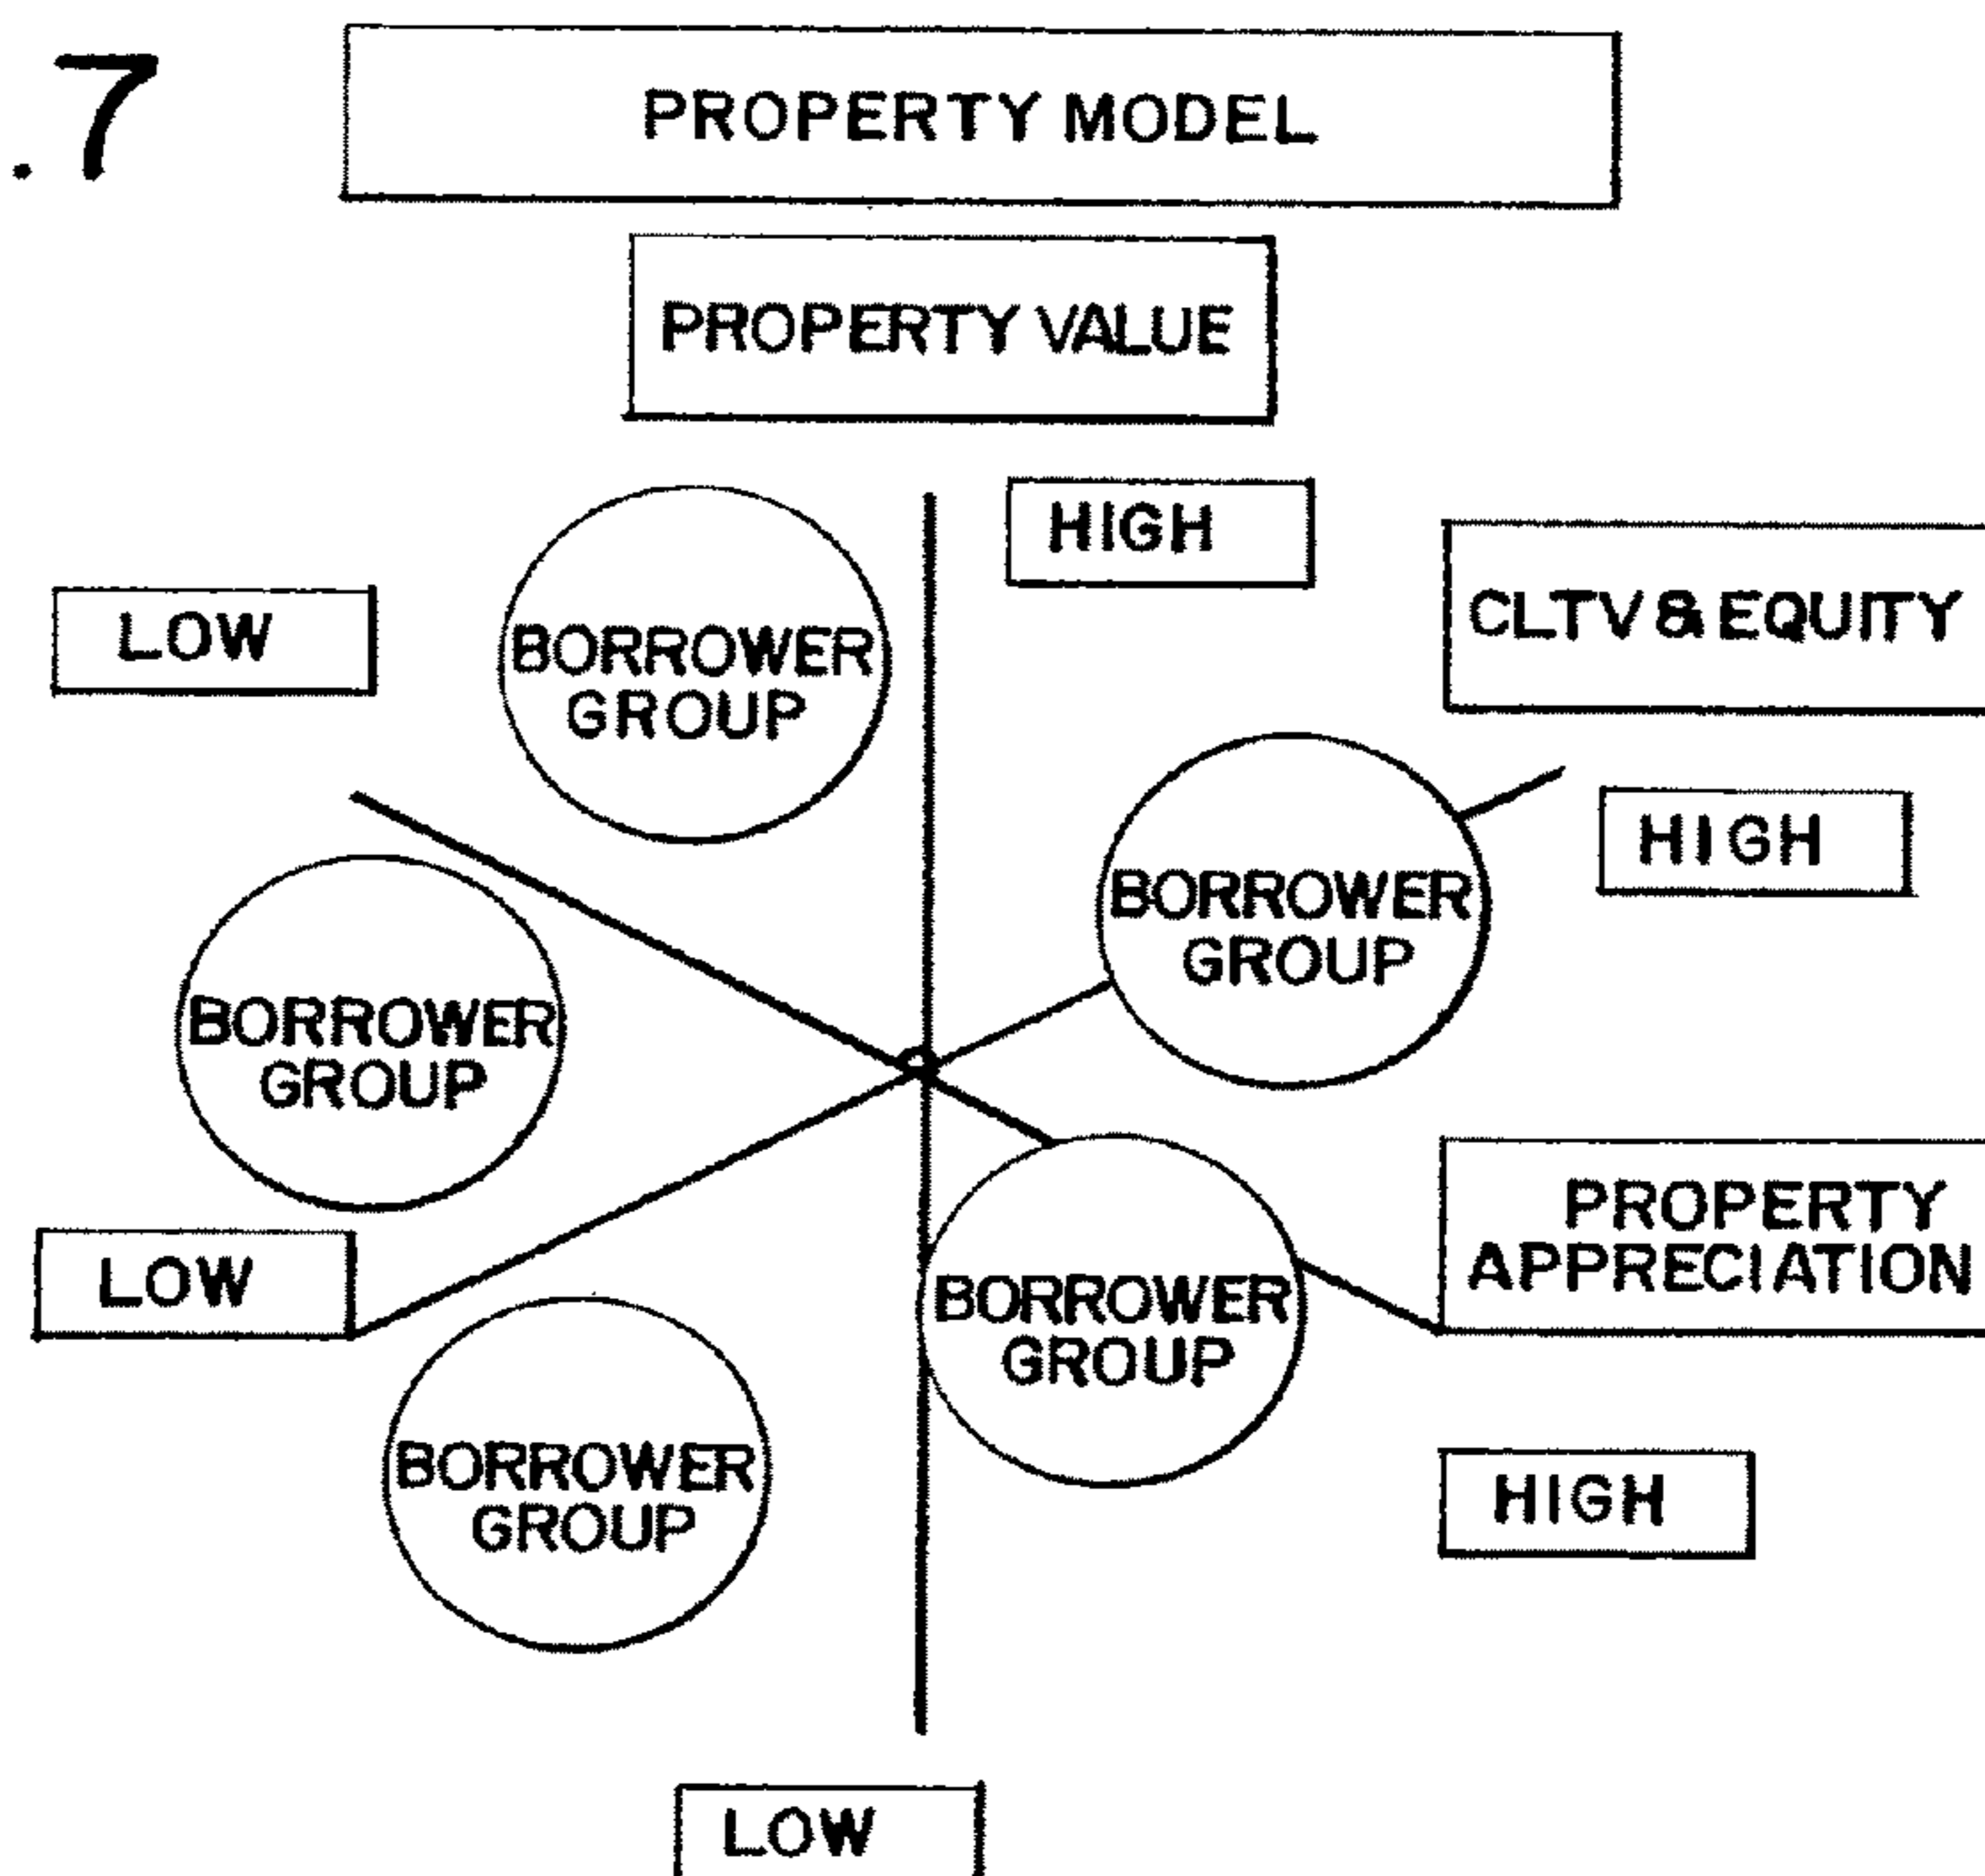 .7
PROPERTY MODEL
PROPERTY VALUE
HIGH
LOW
CLTV & EQUITY
BORROWER
GROUP
HIGH
BORROWER
GROUP
BORROWER
GROUP
PROPERTY
APPRECIATION
LOW
BORROWER
GROUP
BORROWER
GROUP
HIGH
LOW